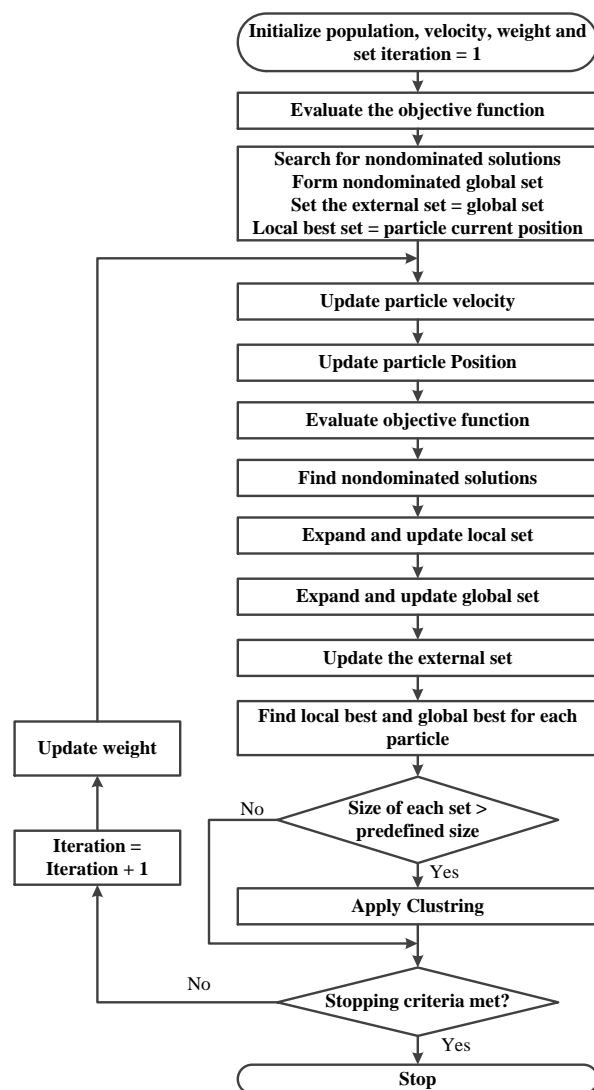 Initialize population, velocity, weight and
set iteration = 1
Evaluate the objective function
Search for nondominated solutions
Form nondominated global set
Set the external set = global set
Local best set = particle current position
Update particle velocity
Update particle Position
Evaluate objective function
Find nondominated solutions
Expand and update local set
Expand and update global set
Update the external set
Find local best and global best for each
particle
Update weight
No
Size of each set >
predefined size
Iteration =
Iteration + 1
Yes
Apply Clustring
No
Stopping criteria met?
Yes
Stop